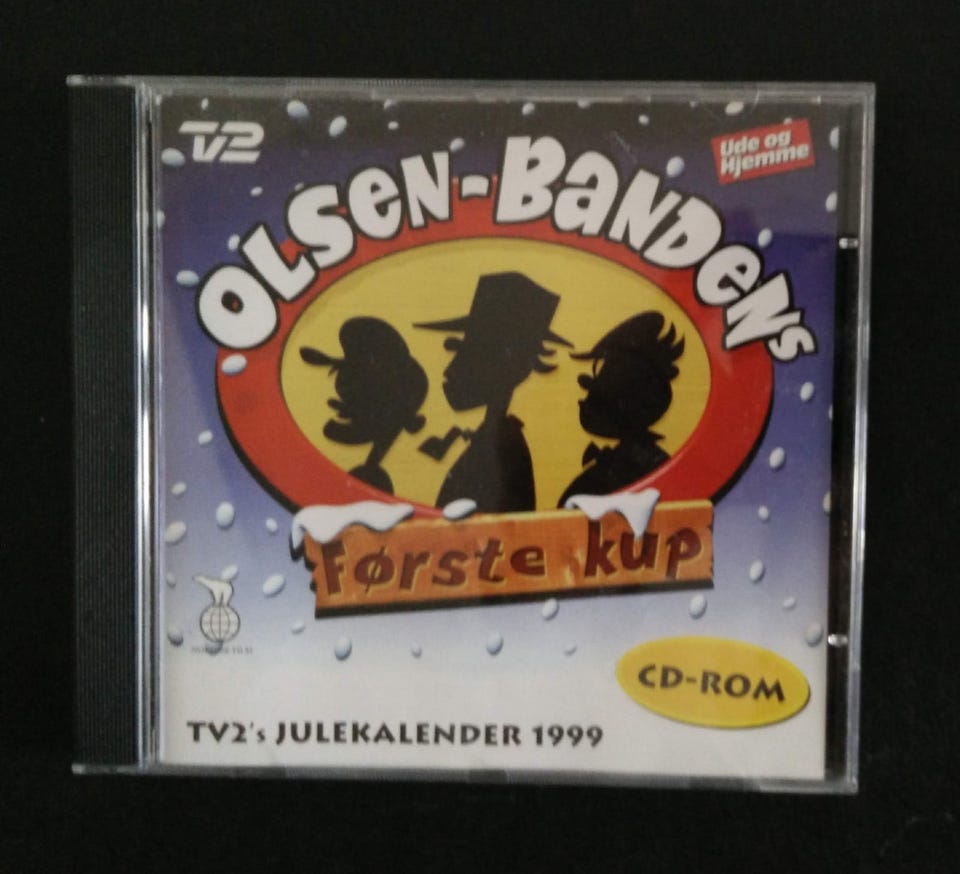 TV2
Ude og
Hjemme
OLSEN-BANDENS
første kup
CD-ROM
TV2's JULEKALENDER 1999